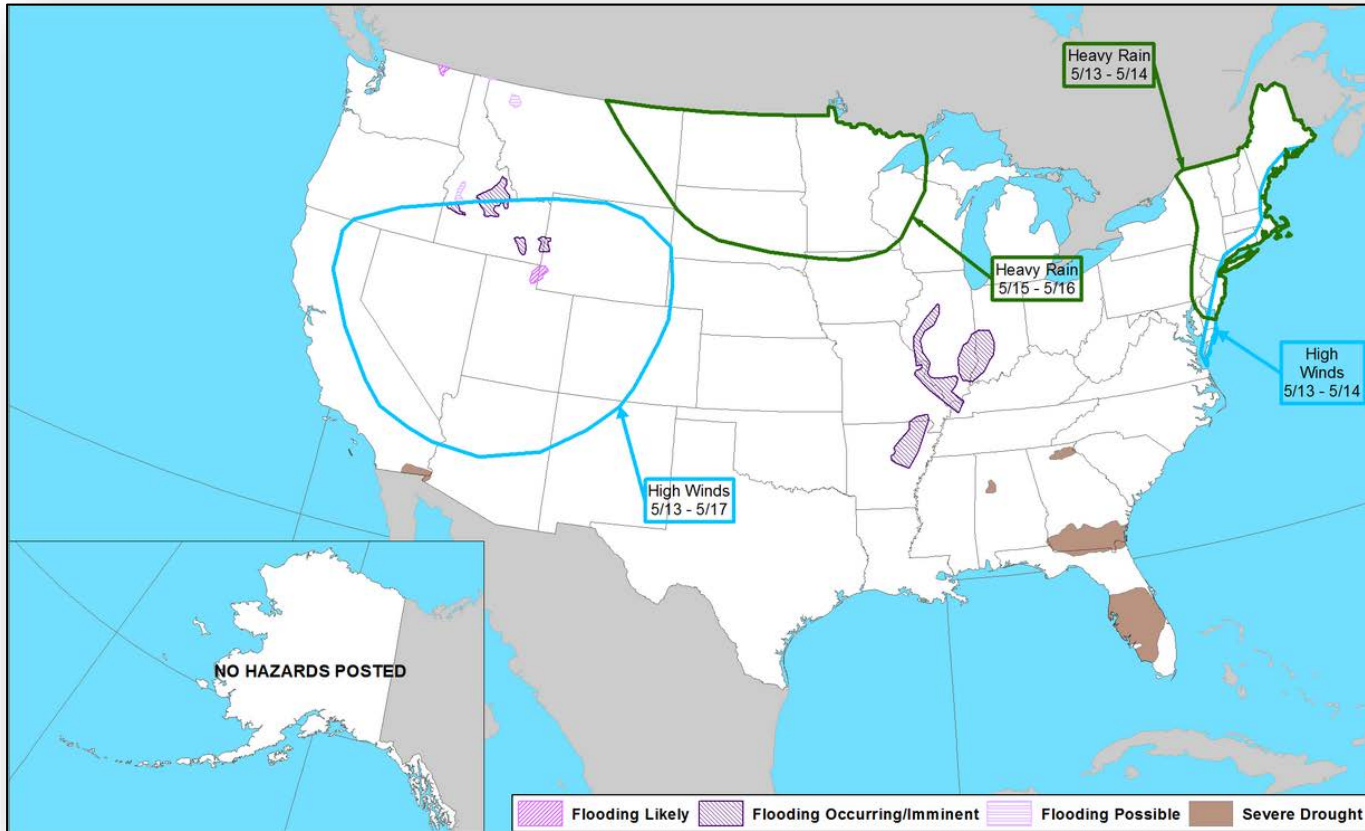 Heavy Rain
5/13 - 5/14
Heavy Rain
5/15 - 5/16
High
Winds
5/13 - 5/14
High Winds
5/13 - 5/17
NO HAZARDS POSTED
Flooding Likely
Flooding Occurring/Imminent
Flooding Possible
Severe Drought